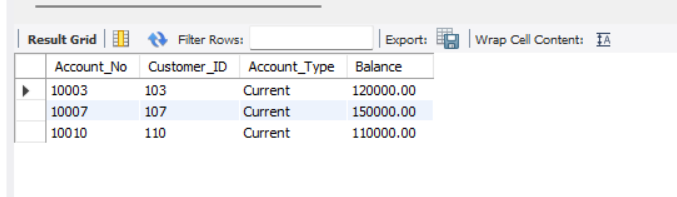 Result Grid Filter Rows: Export: Wrap Cell Content: IA
Account_No Customer_ID Account_Type Balance
10003 103 Current 120000.00
10007 107 Current 150000.00
10010 110 Current 110000.00